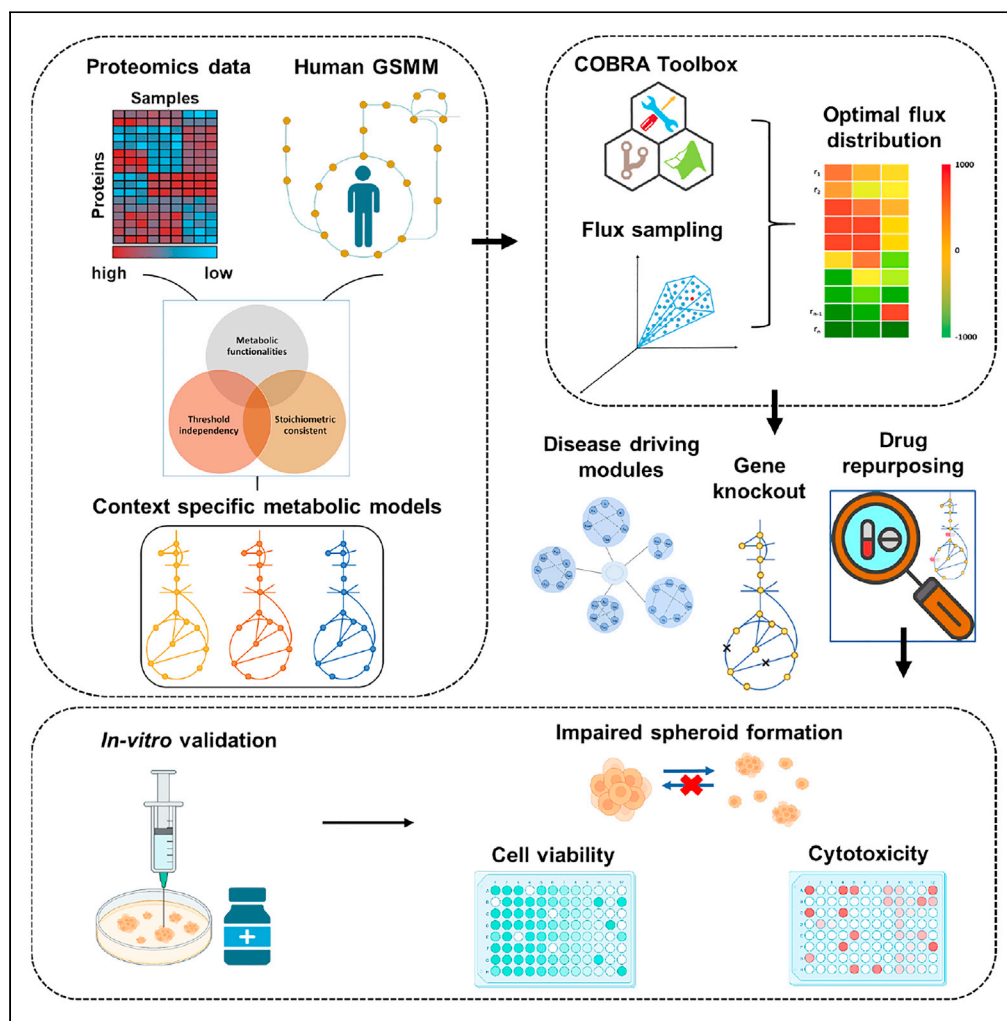 Proteomics data
Samples
Proteins
high
low
Human GSMM
Metabolic
functionalities
Threshold
independency
Stoichiometric
consistent
Context specific metabolic models
COBRA Toolbox
Flux sampling
Optimal flux
distribution
r1
r2
rn-1
rn
1000
0
-1000
Disease driving
modules
Gene
knockout
Drug
repurposing
In-vitro validation
Impaired spheroid formation
Cell viability
Cytotoxicity